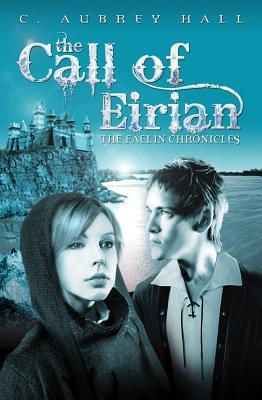 C. AUBREY HALL
the
Call of
Eirian
THE FAELIN CHRONICLES